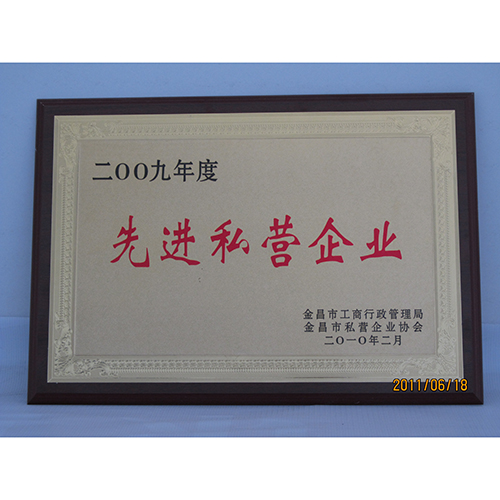 二OO九年度
先进私营企业
金昌市工商行政管理局
金昌市私营企业协会
二O一O年二月
2011/06/18